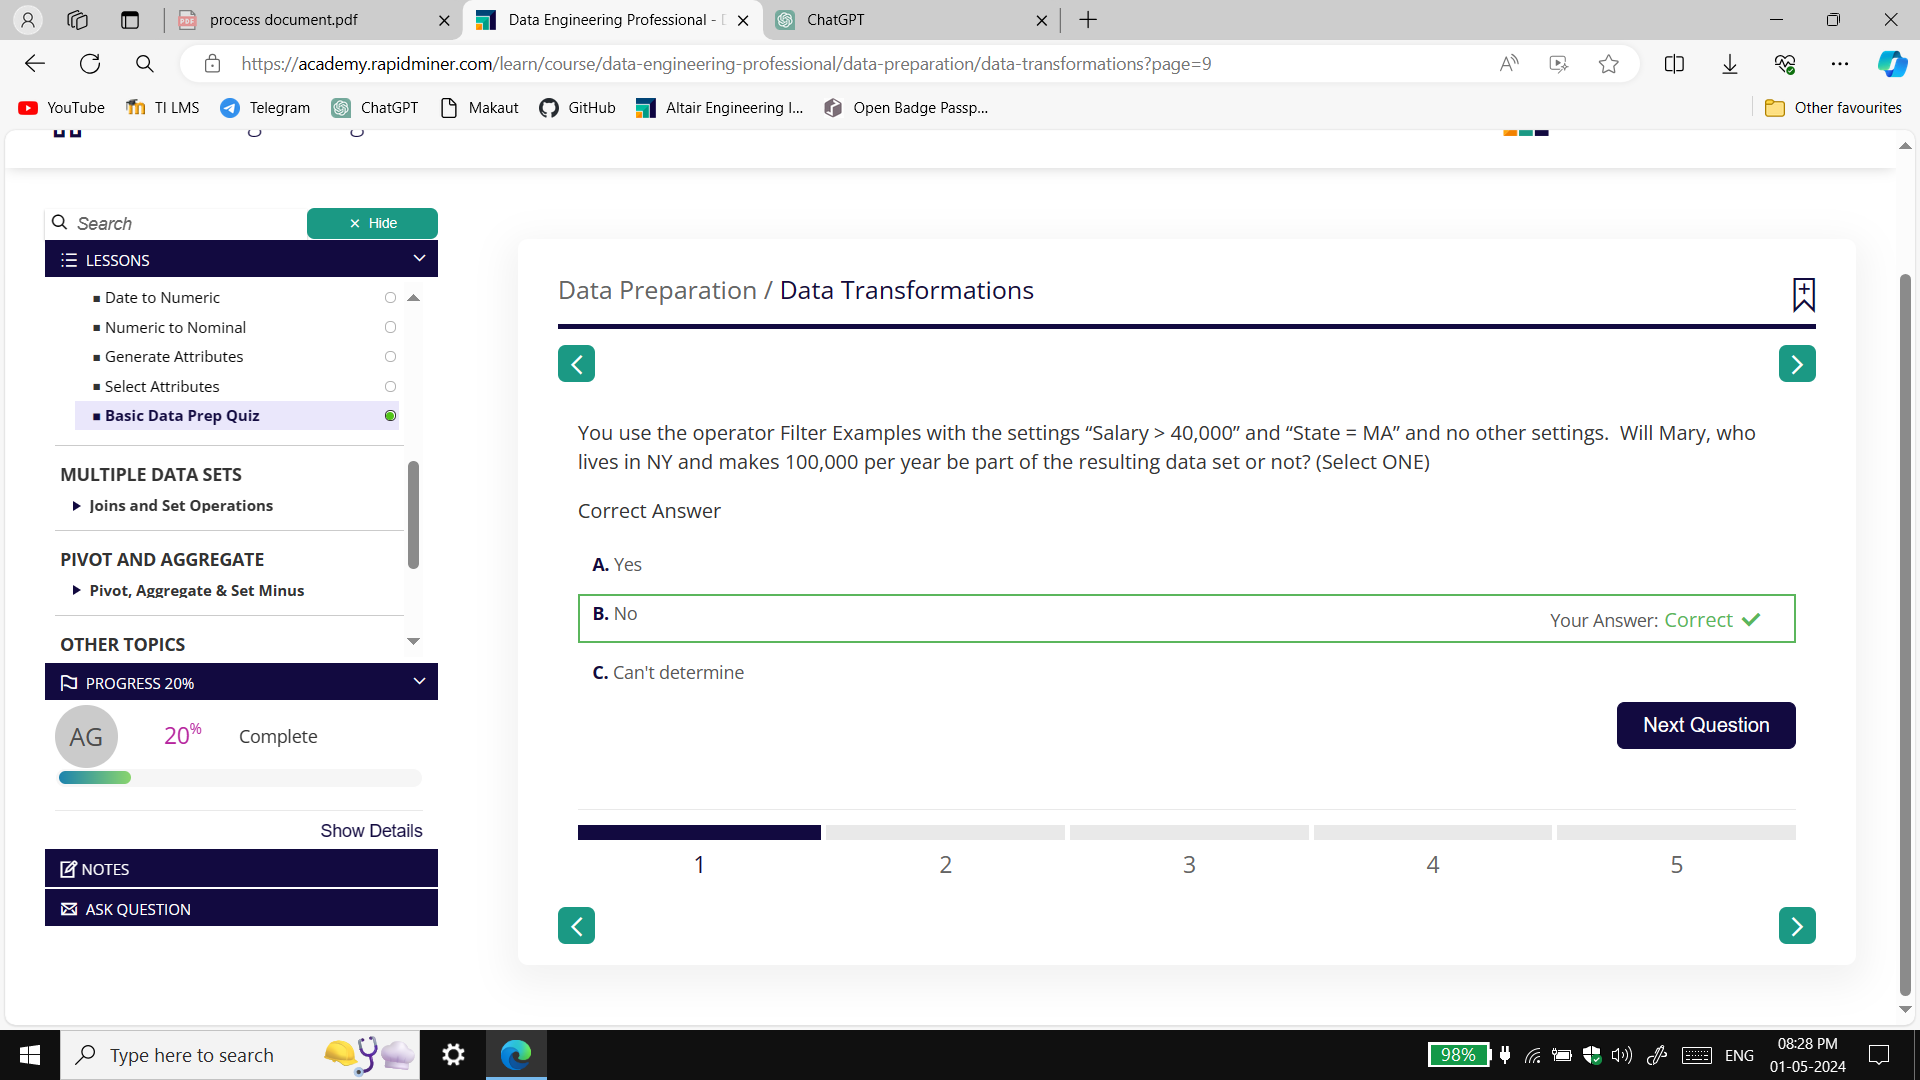 process document.pdf
Data Engineering Professional - D
ChatGPT
https://academy.rapidminer.com/learn/course/data-engineering-professional/data-preparation/data-transformations?page=9
YouTube
TI LMS
Telegram
ChatGPT
Makaut
GitHub
Altair Engineering I...
Open Badge Passp...
Other favourites
Search
× Hide
LESSONS
Date to Numeric
Numeric to Nominal
Generate Attributes
Select Attributes
Basic Data Prep Quiz
MULTIPLE DATA SETS
Joins and Set Operations
PIVOT AND AGGREGATE
Pivot, Aggregate & Set Minus
OTHER TOPICS
PROGRESS 20%
AG
20%
Complete
Show Details
NOTES
ASK QUESTION
Data Preparation / Data Transformations
You use the operator Filter Examples with the settings “Salary > 40,000” and “State = MA” and no other settings. Will Mary, who
lives in NY and makes 100,000 per year be part of the resulting data set or not? (Select ONE)
Correct Answer
A. Yes
B. No
Your Answer: Correct
C. Can't determine
Next Question
1
2
3
4
5
Type here to search
98%
ENG
08:28 PM
01-05-2024